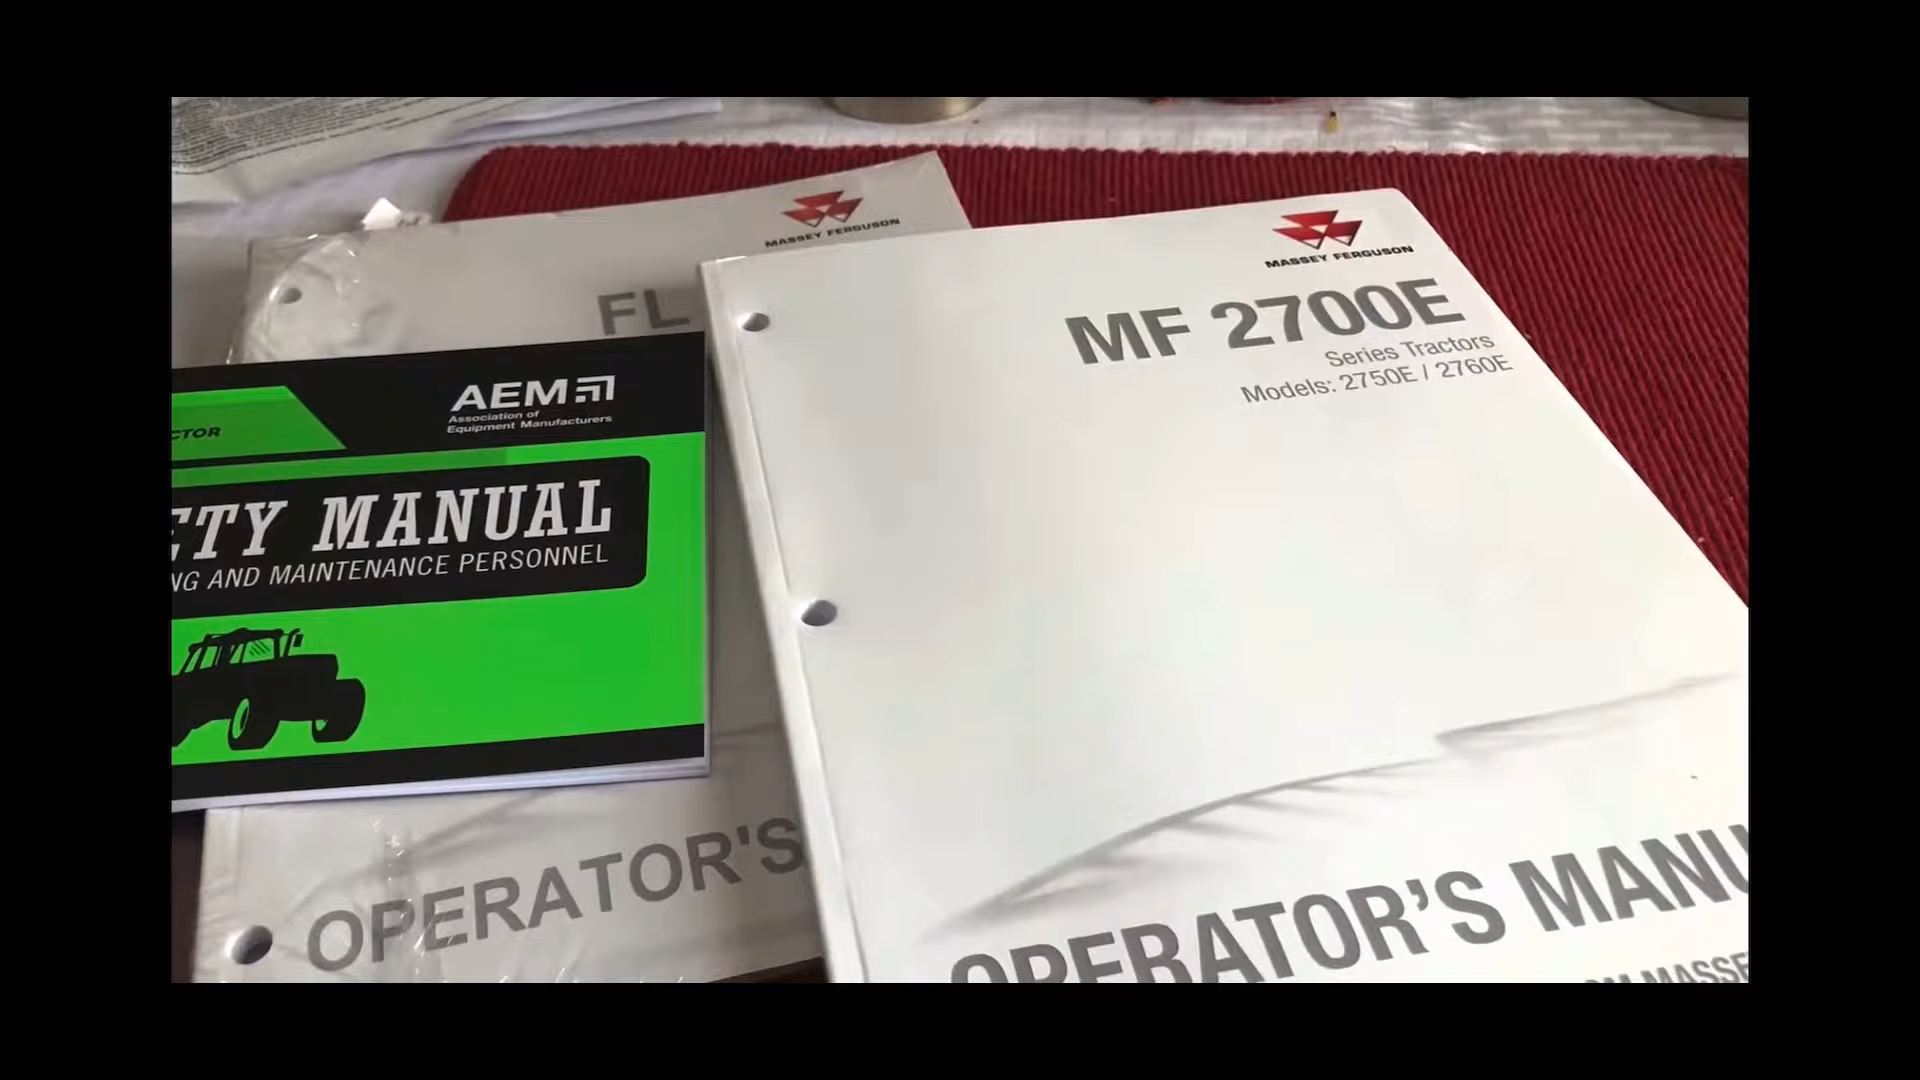 MASSEY FERGUSON
FL
OPERATOR'S
AEM
Association of
Equipment Manufacturers
CTOR
ETY MANUAL
NG AND MAINTENANCE PERSONNEL
MASSEY FERGUSON
MF 2700E
Series Tractors
Models: 2750E / 2760E
OPERATOR'S MANU
MASSE